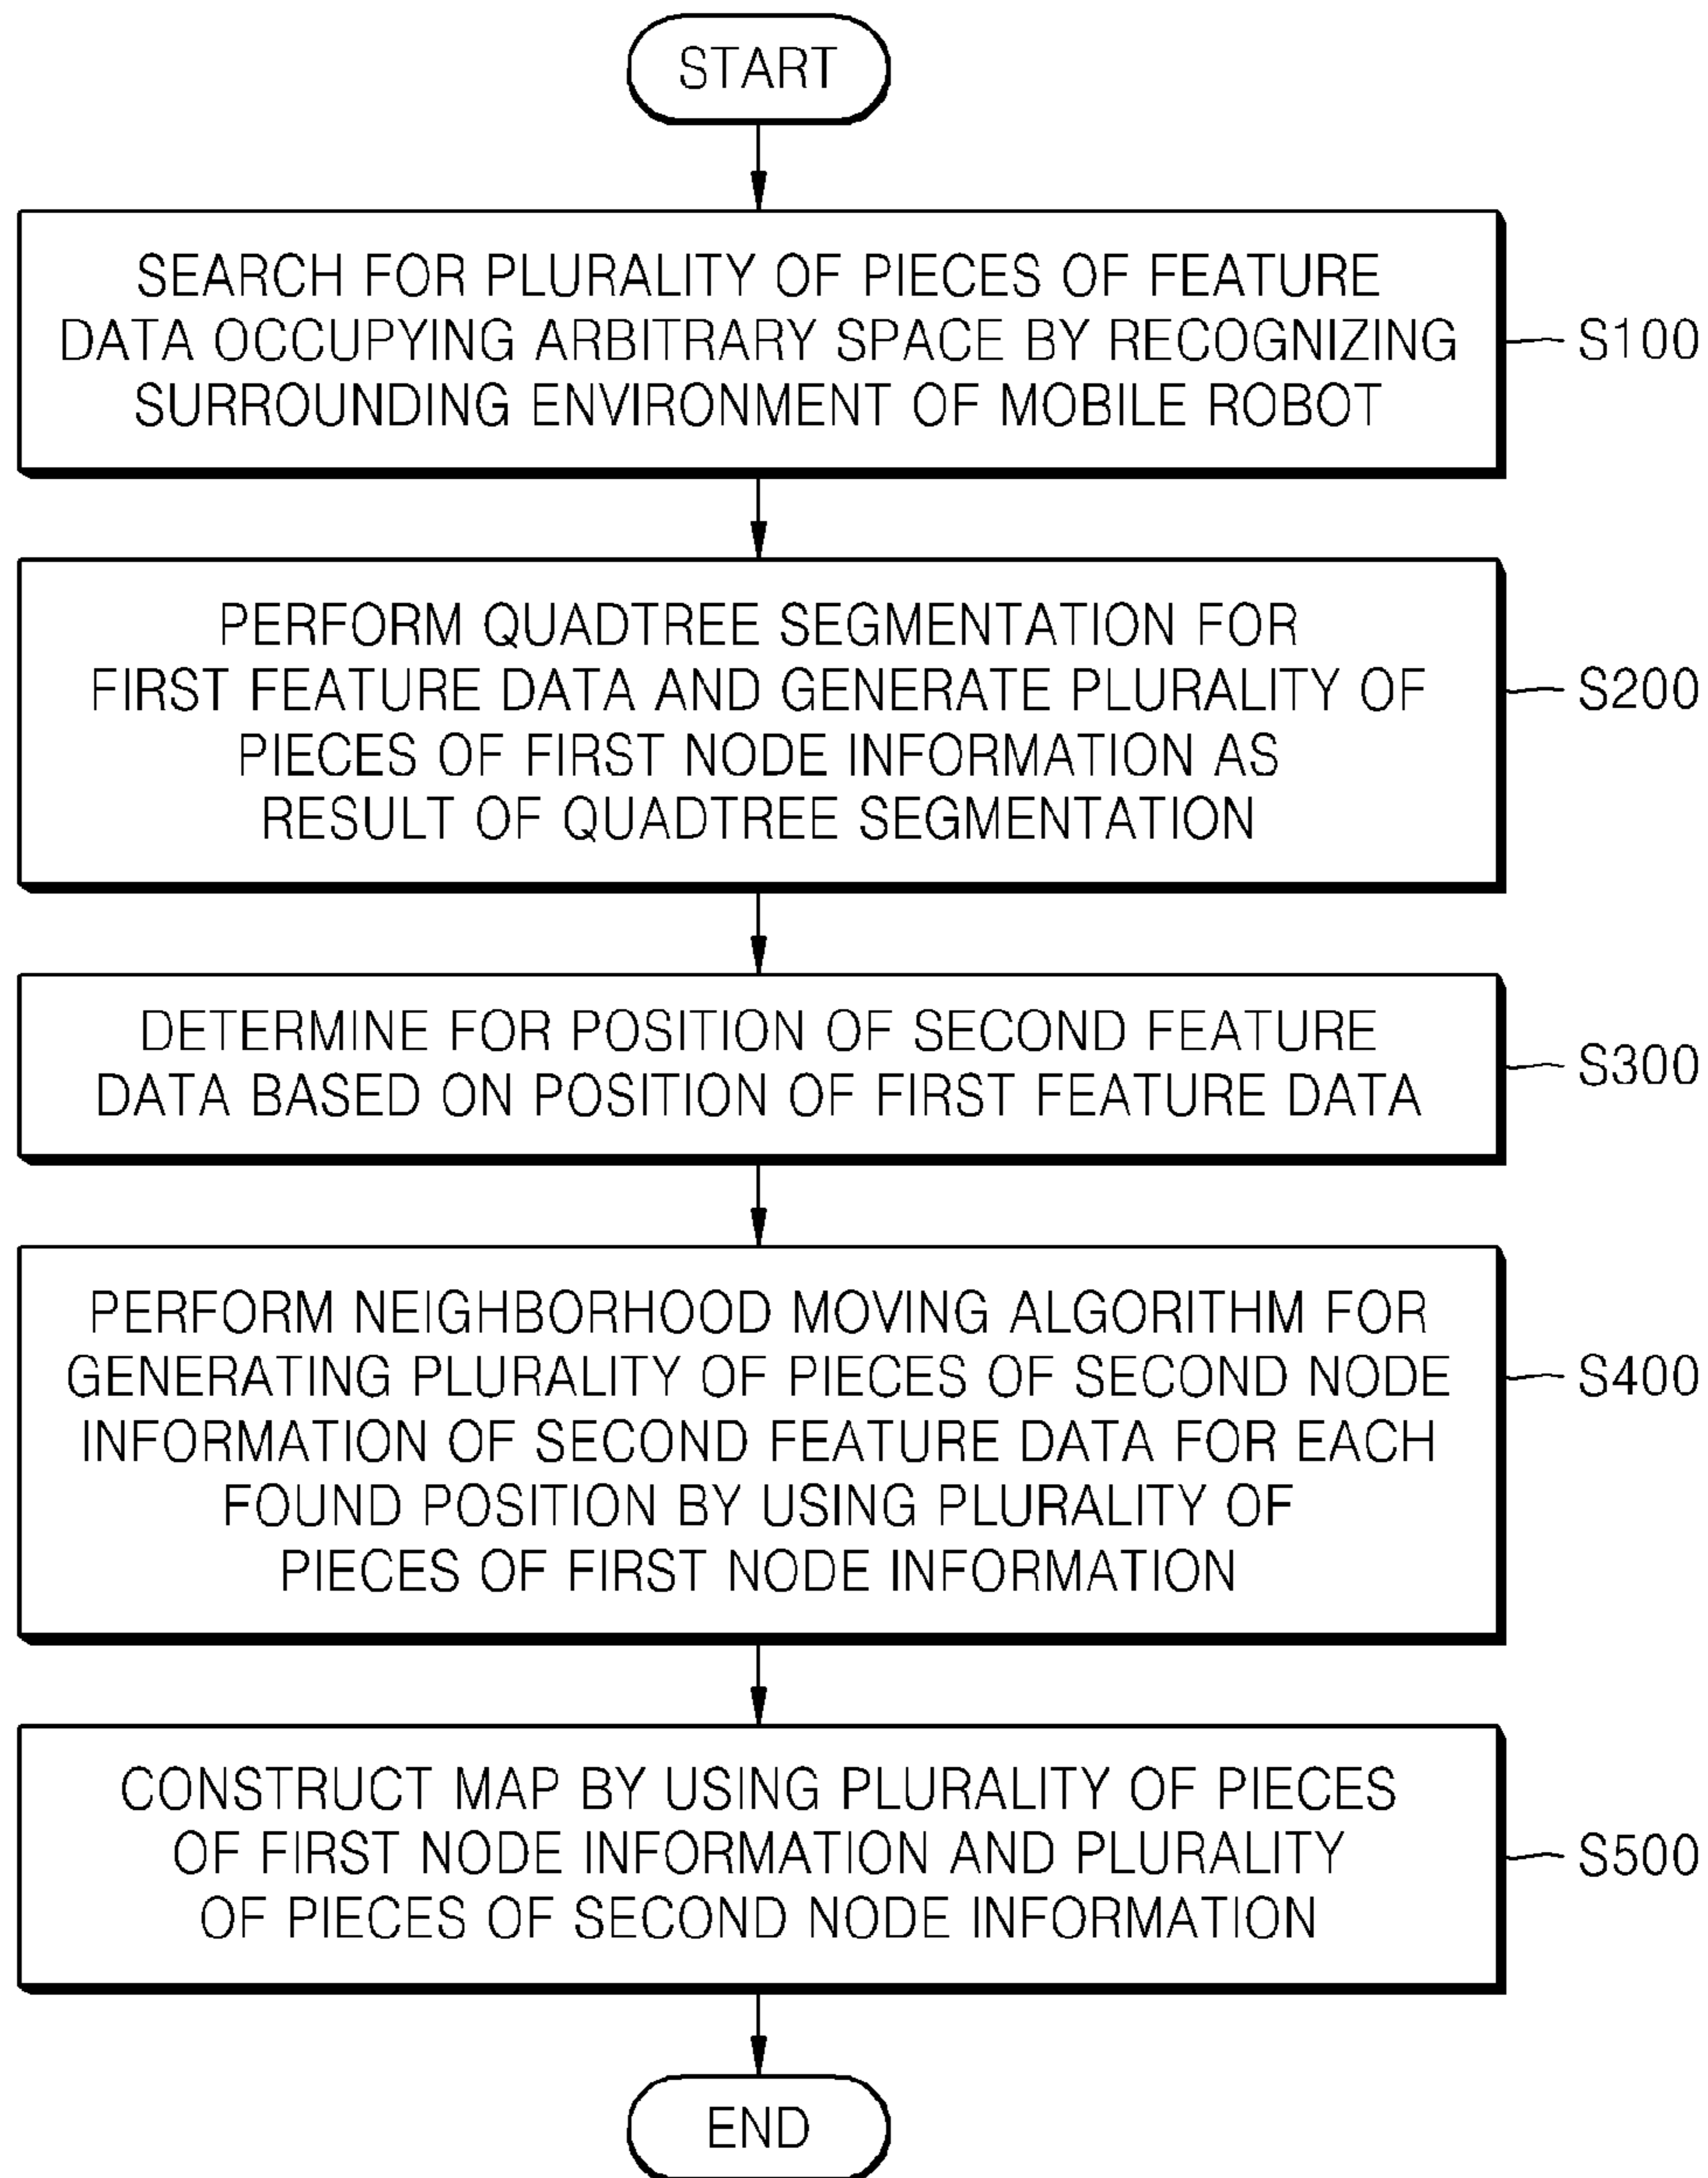 START
SEARCH FOR PLURALITY OF PIECES OF FEATURE
DATA OCCUPYING ARBITRARY SPACE BY RECOGNIZING
SURROUNDING ENVIRONMENT OF MOBILE ROBOT
S100
PERFORM QUADTREE SEGMENTATION FOR
FIRST FEATURE DATA AND GENERATE PLURALITY OF
PIECES OF FIRST NODE INFORMATION AS
RESULT OF QUADTREE SEGMENTATION
S200
DETERMINE FOR POSITION OF SECOND FEATURE
DATA BASED ON POSITION OF FIRST FEATURE DATA
S300
PERFORM NEIGHBORHOOD MOVING ALGORITHM FOR
GENERATING PLURALITY OF PIECES OF SECOND NODE
INFORMATION OF SECOND FEATURE DATA FOR EACH
FOUND POSITION BY USING PLURALITY OF
PIECES OF FIRST NODE INFORMATION
S400
CONSTRUCT MAP BY USING PLURALITY OF PIECES
OF FIRST NODE INFORMATION AND PLURALITY
OF PIECES OF SECOND NODE INFORMATION
S500
END